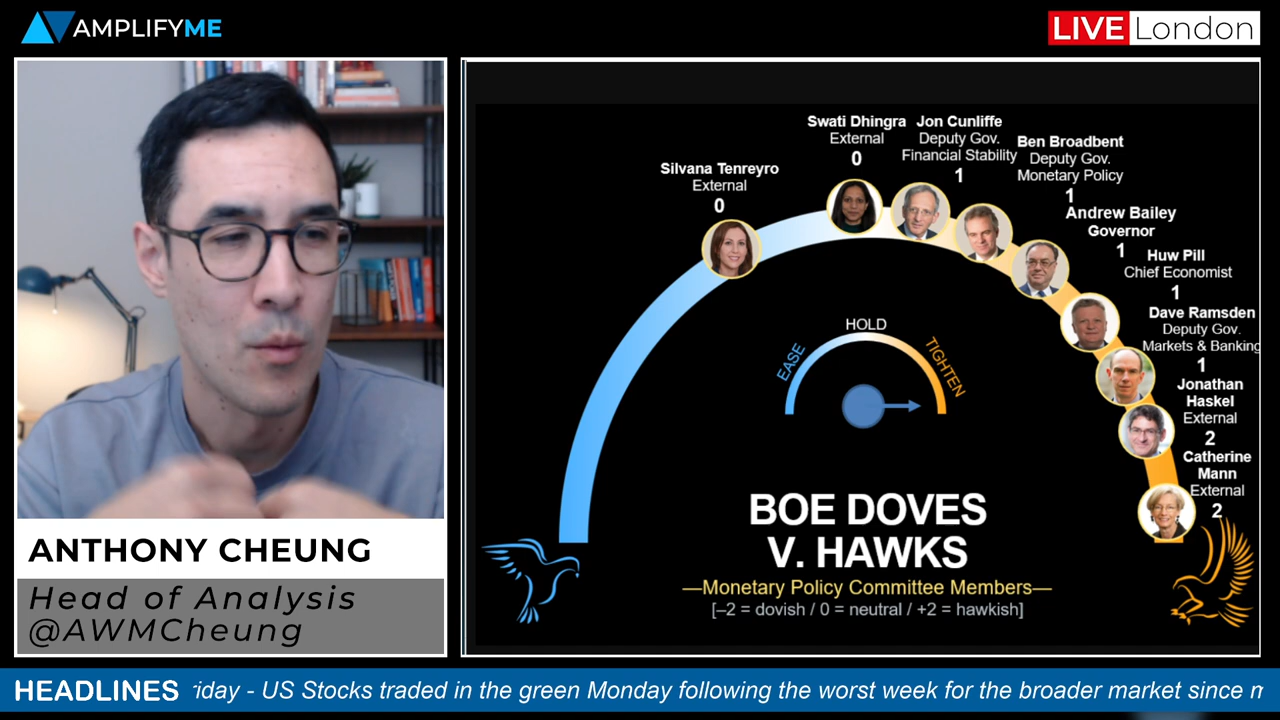 AMPLIFYME
LIVE London
Swati Dhingra
External
0
Jon Cunliffe
Deputy Gov.
Financial Stability
1
Ben Broadbent
Deputy Gov.
Monetary Policy
1
Silvana Tenreyro
External
0
Andrew Bailey
Governor
1
Huw Pill
Chief Economist
1
Dave Ramsden
Deputy Gov.
Markets & Banking
1
Jonathan
Haskel
External
2
Catherine
Mann
External
2
EASE
HOLD
TIGHTEN
BOE DOVES
V. HAWKS
—Monetary Policy Committee Members—
[–2 = dovish / 0 = neutral / +2 = hawkish]
ANTHONY CHEUNG
Head of Analysis
@AWMCheung
HEADLINES iday - US Stocks traded in the green Monday following the worst week for the broader market since